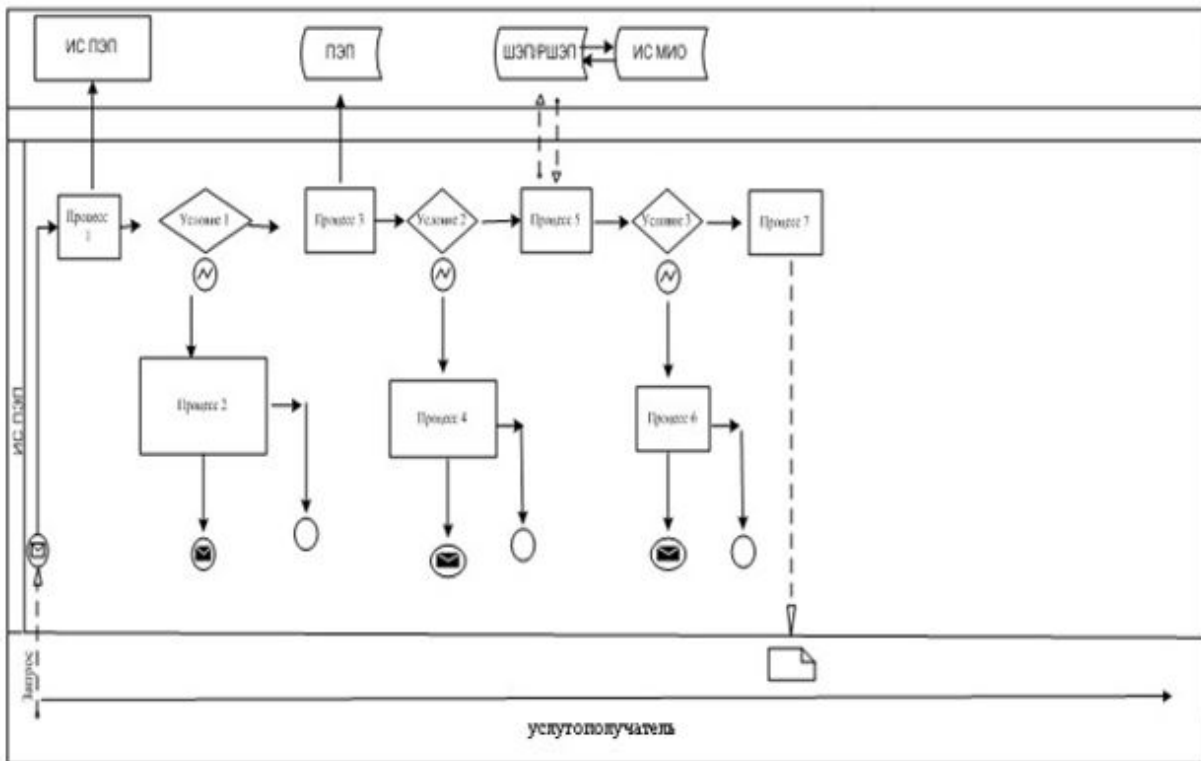 ИС ПЭП
ПЭП
ШЭП/РШЭП
ИС МИО
Процесс
1
Условие 1
Процесс 3
Условие 2
Процесс 5
Условие 3
Процесс 7
Процесс 2
Процесс 4
Процесс 6
ИС ПЭП
Запрос
услугополучатель